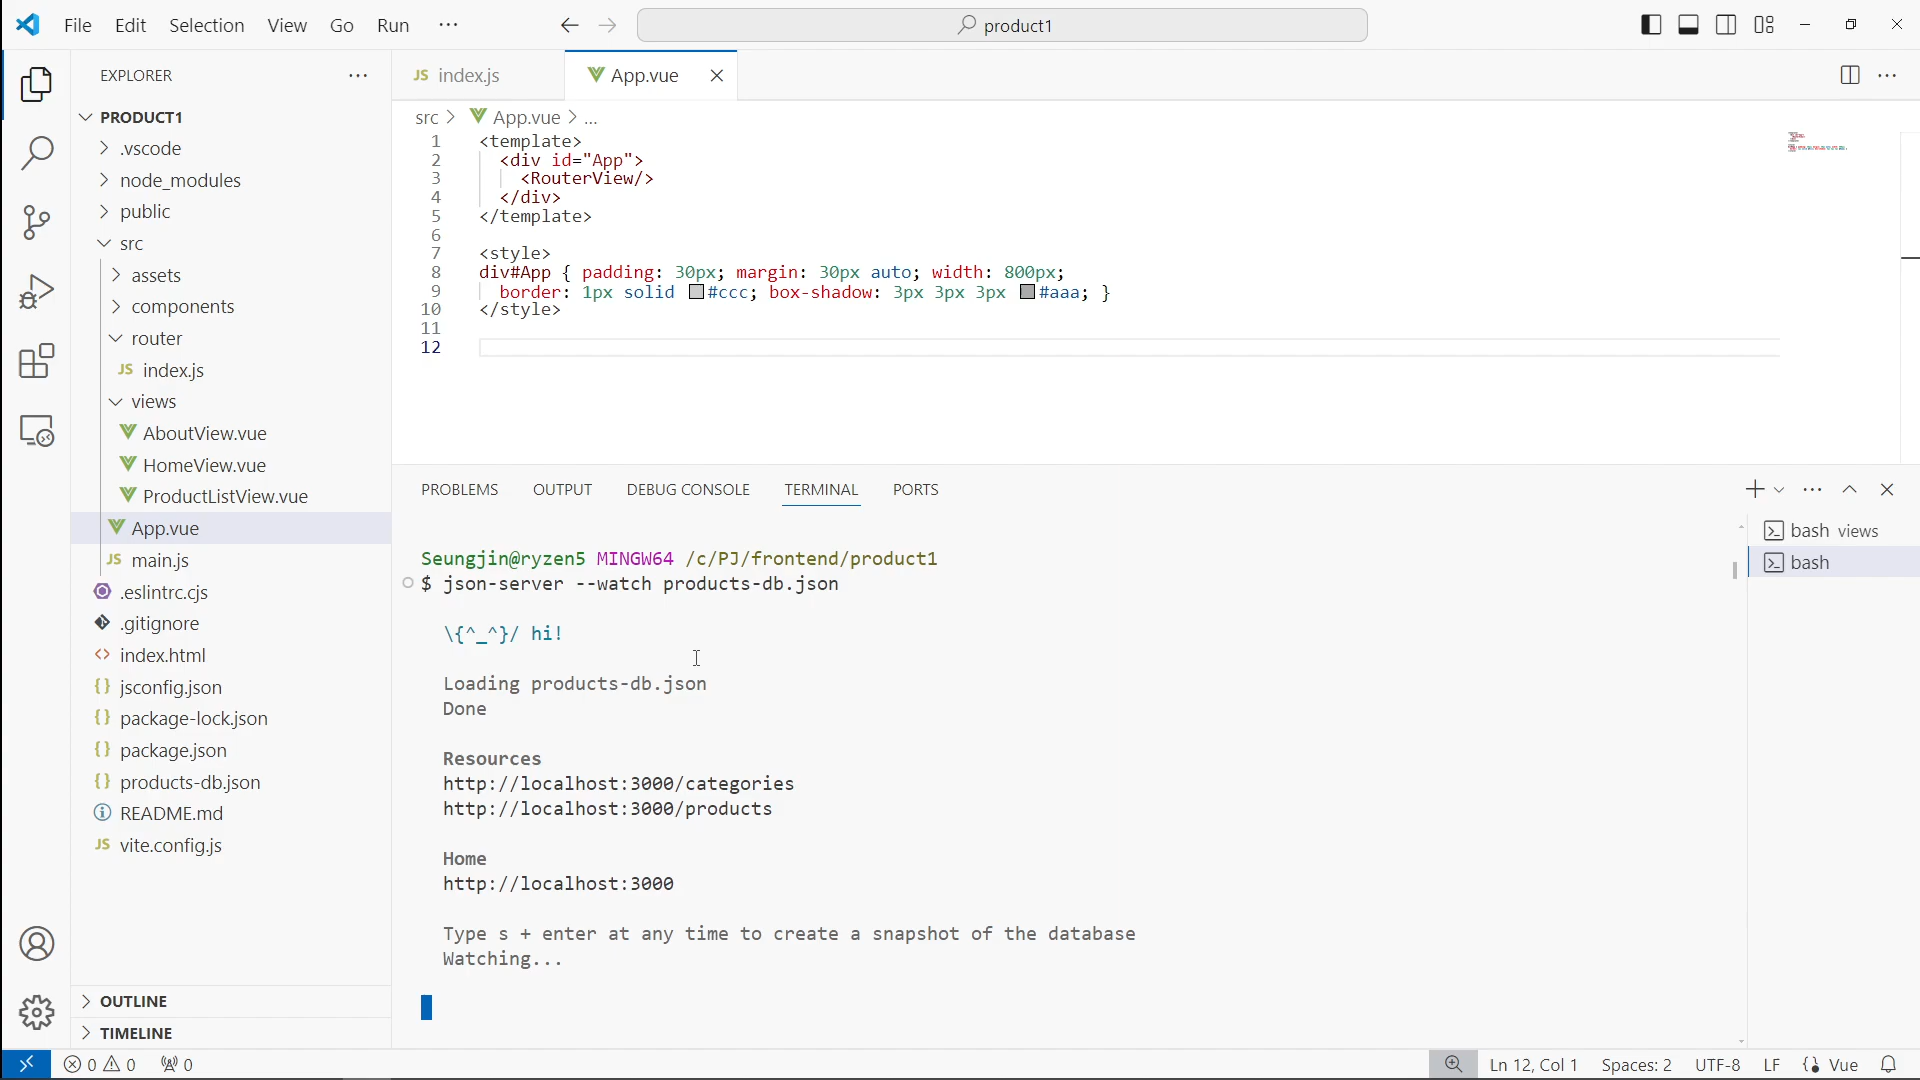 File Edit Selection View Go Run ···
product1
EXPLORER
PRODUCT1
.vscode
node_modules
public
src
assets
components
router
JS index.js
views
AboutView.vue
HomeView.vue
ProductListView.vue
App.vue
JS main.js
.eslintrc.cjs
.gitignore
<> index.html
{} jsconfig.json
{} package-lock.json
{} package.json
{} products-db.json
README.md
JS vite.config.js
OUTLINE
TIMELINE
JS index.js
App.vue
src > App.vue > ...
1 <template>
2 <div id="App">
3 <RouterView/>
4 </div>
5 </template>
6
7 <style>
8 div#App { padding: 30px; margin: 30px auto; width: 800px;
9 border: 1px solid #ccc; box-shadow: 3px 3px 3px #aaa; }
10 </style>
11
12
PROBLEMS OUTPUT DEBUG CONSOLE TERMINAL PORTS
bash views
bash
Seungjin@ryzen5 MINGW64 /c/PJ/frontend/product1
$ json-server --watch products-db.json
\{^_^}/ hi!
Loading products-db.json
Done
Resources
http://localhost:3000/categories
http://localhost:3000/products
Home
http://localhost:3000
Type s + enter at any time to create a snapshot of the database
Watching...
0 0 0
Ln 12, Col 1 Spaces: 2 UTF-8 LF Vue